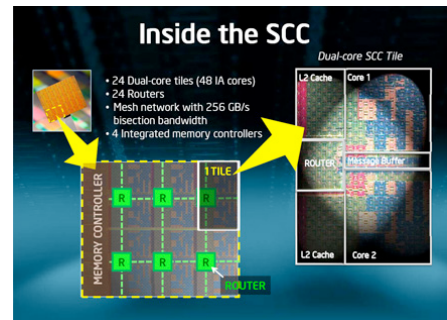 Inside the SCC
Dual-core SCC Tile
• 24 Dual-core tiles (48 IA cores)
• 24 Routers
• Mesh network with 256 GB/s
bisection bandwidth
• 4 Integrated memory controllers
L2 Cache
Core 1
ROUTER
Message Buffer
L2 Cache
Core 2
MEMORY CONTROLLER
1 TILE
R
R
R
R
R
R
ROUTER